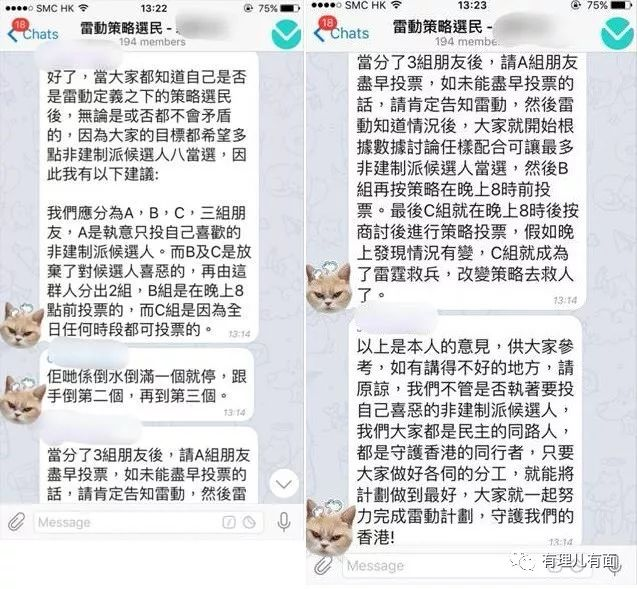 SMC HK 13:22 75%
18
Chats
雷動策略選民 -
194 members
好了，當大家都知道自己是否
是雷動定義之下的策略選民
後，無論是或否都不會矛盾
的，因為大家的目標都希望多
點非建制派候選人八當選，因
此我有以下建議:
我們應分為A，B，C，三組朋
友，A是執意只投自己喜歡的
非建制派候選人。而B及C是放
棄了對候選人喜惡的，再由這
群人分出2組，B組是在晚上8
點前投票的，而C組是因為全
日任何時段都可投票的。
13:14
佢哋係倒水倒滿一個就停，跟
手倒第二個，再到第三個。
13:14
當分了3組朋友後，請A組朋友
盡早投票，如未能盡早投票的
話，請肯定告知雷動，然後雷
Message
SMC HK 13:23 75%
18
Chats
雷動策略選民 -
194 members
當分了3組朋友後，請A組朋友
盡早投票，如未能盡早投票的
話，請肯定告知雷動，然後雷
動知道情況後，大家就開始根
據數據討論任樣配合可讓最多
非建制派候選人當選，然後B
組再按策略在晚上8時前投
票。最後C組就在晚上8時後按
商討後進行策略投票，假如晚
上發現情況有變，C組就成為
了雷霆救兵，改變策略去救人
了。
13:14
以上是本人的意見，供大家參
考，如有講得不好的地方，請
原諒，我們不管是否執著要投
自己喜惡的非建制派候選人，
我們大家都是民主的同路人，
都是守護香港的同行者，只要
大家做好各伺的分工，就能將
計劃做到最好，大家就一起努
力完成雷動計劃，守護我們的
香港!
13:14
Message
有理儿有面